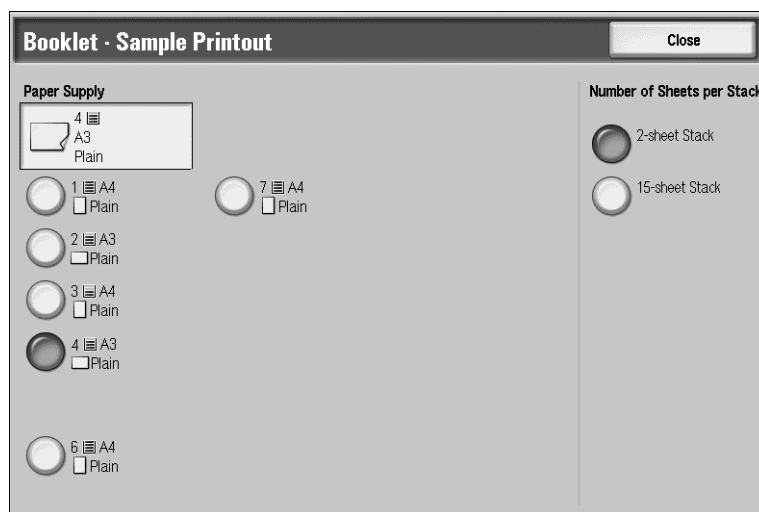 Booklet - Sample Printout
Close
Paper Supply
4
A3
Plain
1 A4
Plain
7 A4
Plain
2 A3
Plain
3 A4
Plain
4 A3
Plain
6 A4
Plain
Number of Sheets per Stack
2-sheet Stack
15-sheet Stack